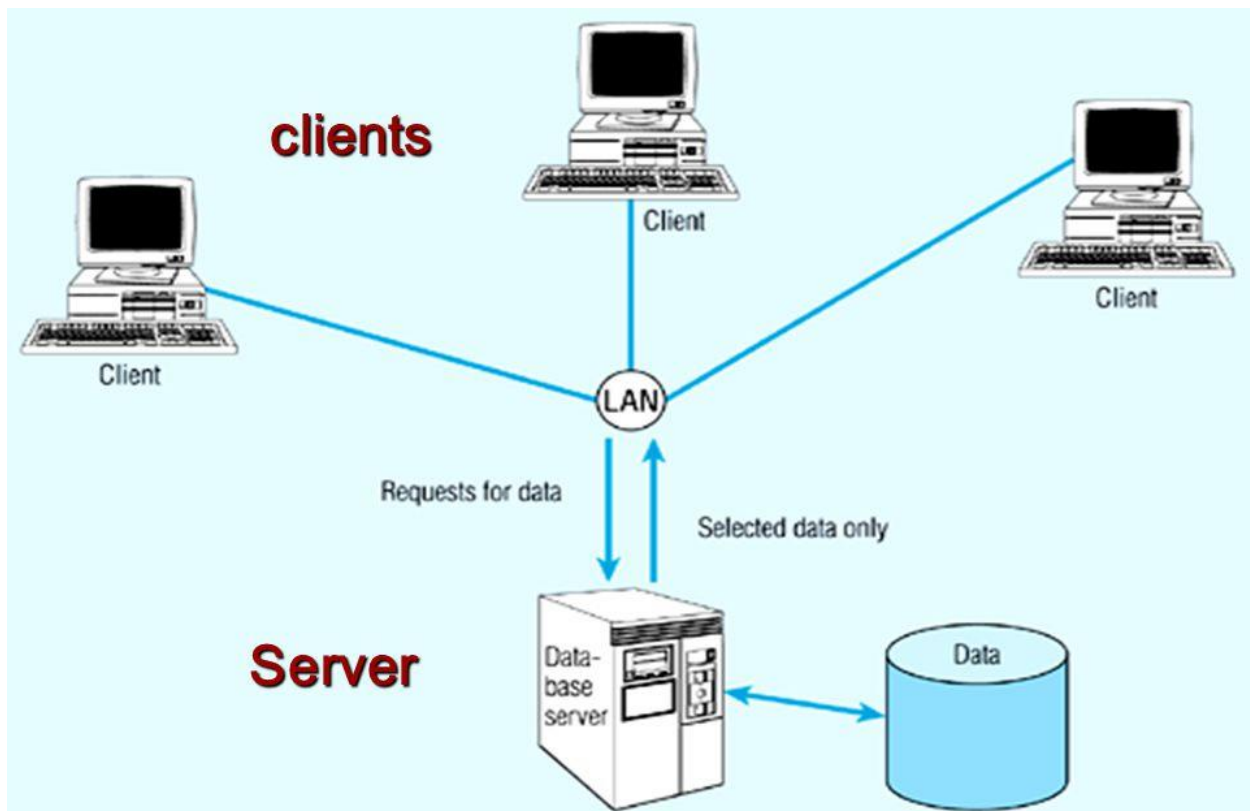 clients
Client
Client
Client
LAN
Requests for data
Selected data only
Server
Data-
base
server
Data